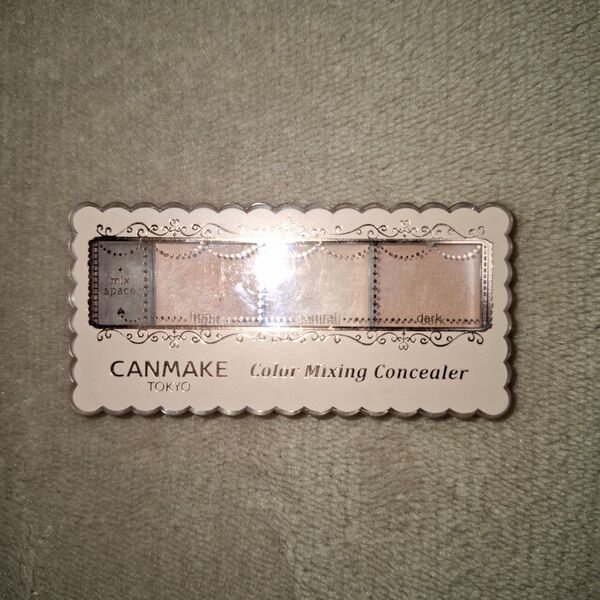 mix
space
light
natural
dark
CANMAKE
TOKYO
Color Mixing Concealer